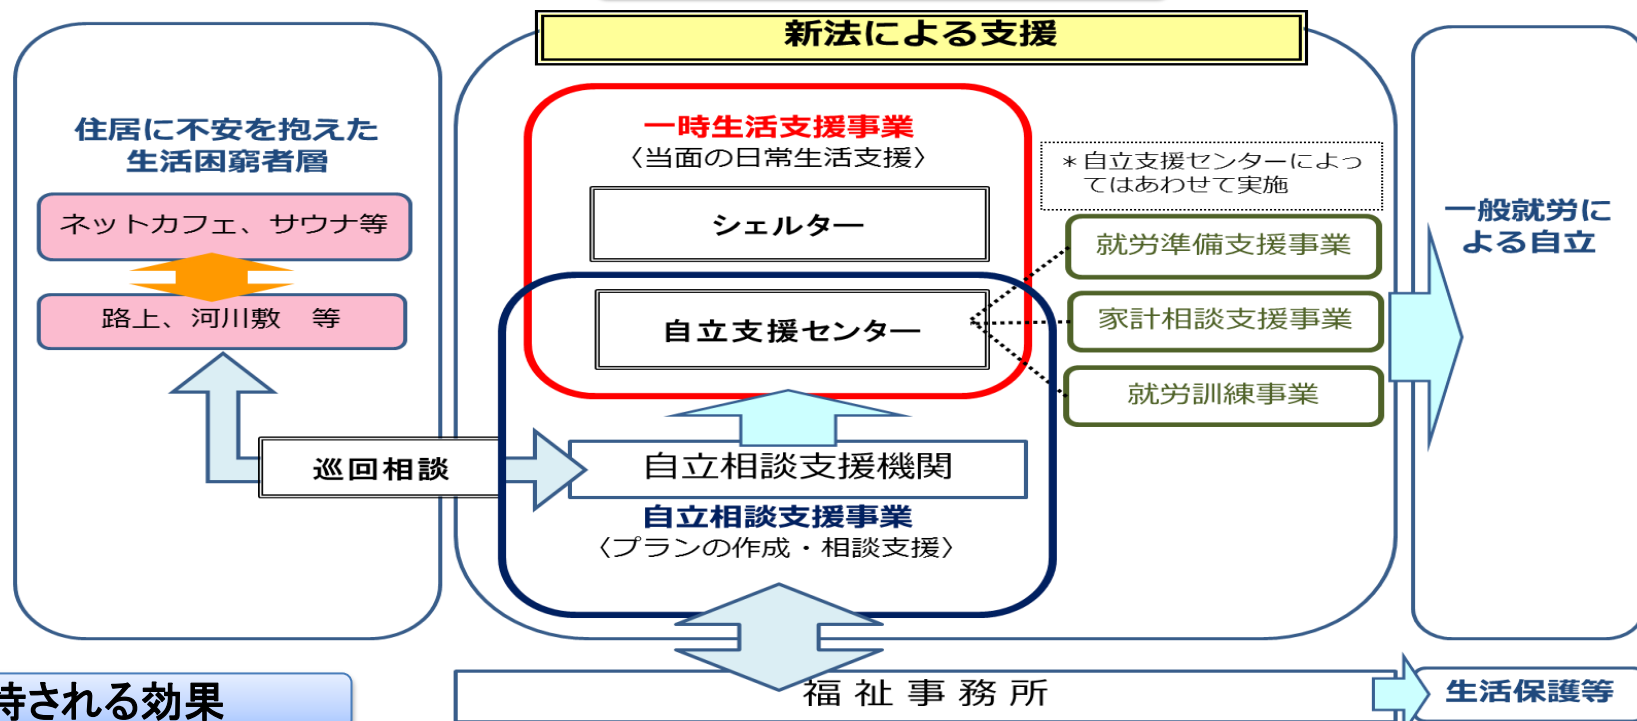 新法による支援
住居に不安を抱えた
生活困窮者層
ネットカフェ、サウナ等
路上、河川敷　等
巡回相談
一時生活支援事業
〈当面の日常生活支援〉
シェルター
自立支援センター
自立相談支援機関
自立相談支援事業
〈プランの作成・相談支援〉
＊自立支援センターによっ
てはあわせて実施
就労準備支援事業
家計相談支援事業
就労訓練事業
一般就労に
よる自立
福祉事務所
生活保護等
待される効果